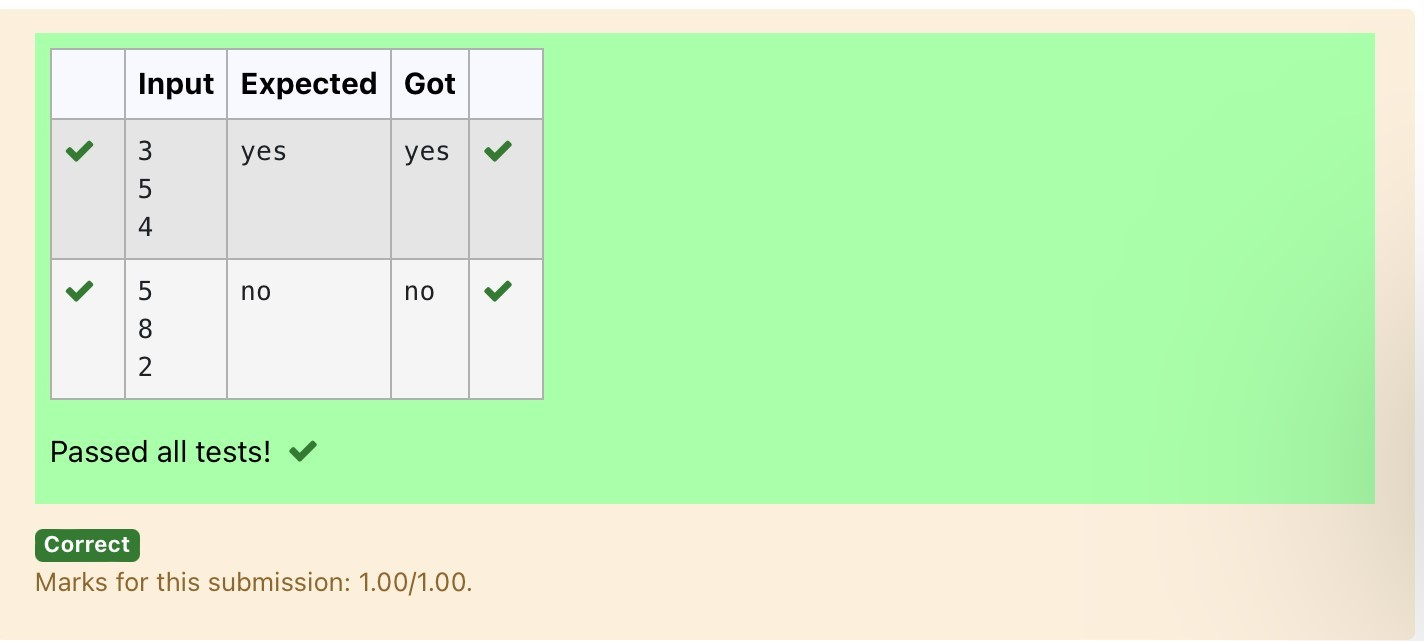 Input Expected Got
3 yes yes
5
4
5 no no
8
2
Passed all tests!
Correct
Marks for this submission: 1.00/1.00.